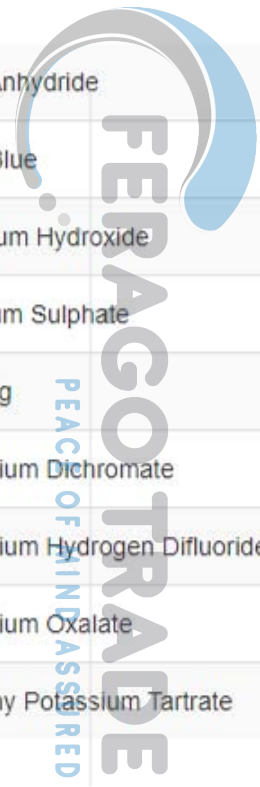 Anhydride
Blue
um Hydroxide
um Sulphate
g
ium Dichromate
ium Hydrogen Difluoride
ium Oxalate
ny Potassium Tartrate
FERAGO TRADE
PEACE OF MIND ASSURED